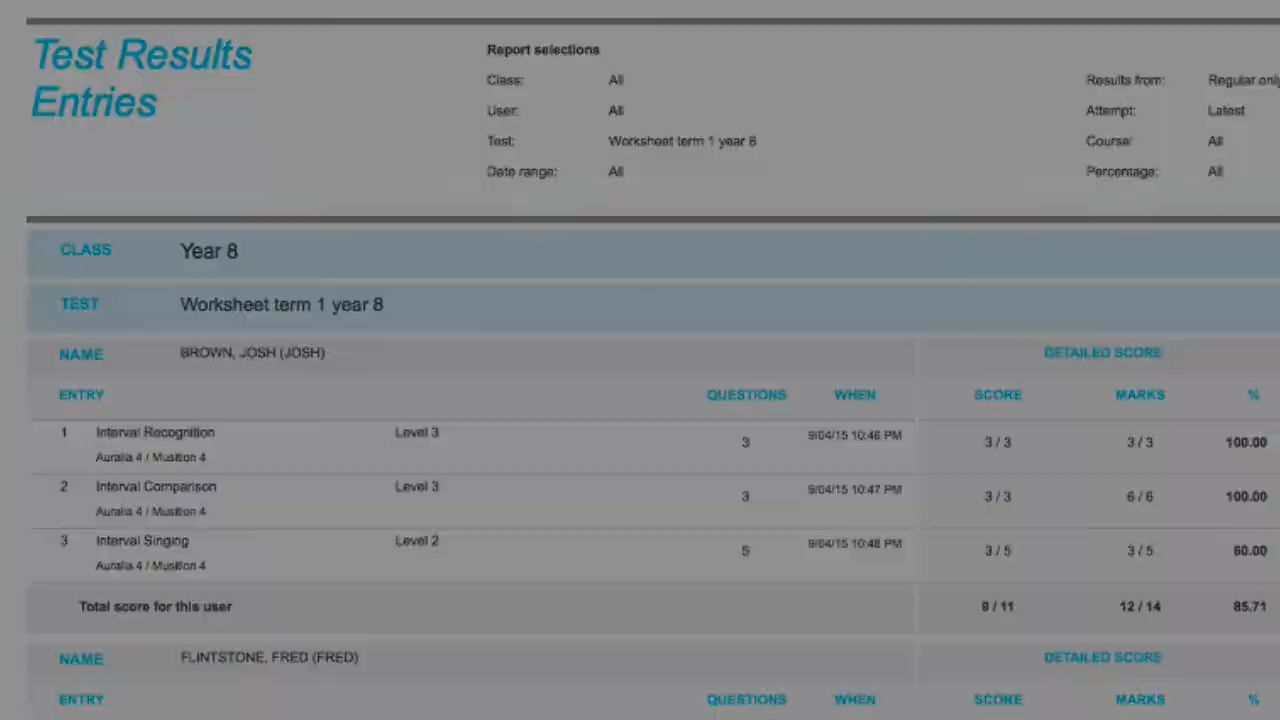 Test Results
Entries
Report selections
Class: All
Results from: Regular only
User: All
Attempt: Latest
Test: Worksheet term 1 year 8
Course: All
Date range: All
Percentage: All
CLASS Year 8
TEST Worksheet term 1 year 8
NAME BROWN, JOSH (JOSH) DETAILED SCORE
ENTRY QUESTIONS WHEN SCORE MARKS %
1 Interval Recognition Level 3 3 9/04/15 10:46 PM 3 / 3 3 / 3 100.00
Auralia 4 / Musition 4
2 Interval Comparison Level 3 3 9/04/15 10:47 PM 3 / 3 6 / 6 100.00
Auralia 4 / Musition 4
3 Interval Singing Level 2 5 9/04/15 10:48 PM 3 / 5 3 / 5 60.00
Auralia 4 / Musition 4
Total score for this user 9 / 11 12 / 14 85.71
NAME FLINTSTONE, FRED (FRED) DETAILED SCORE
ENTRY QUESTIONS WHEN SCORE MARKS %